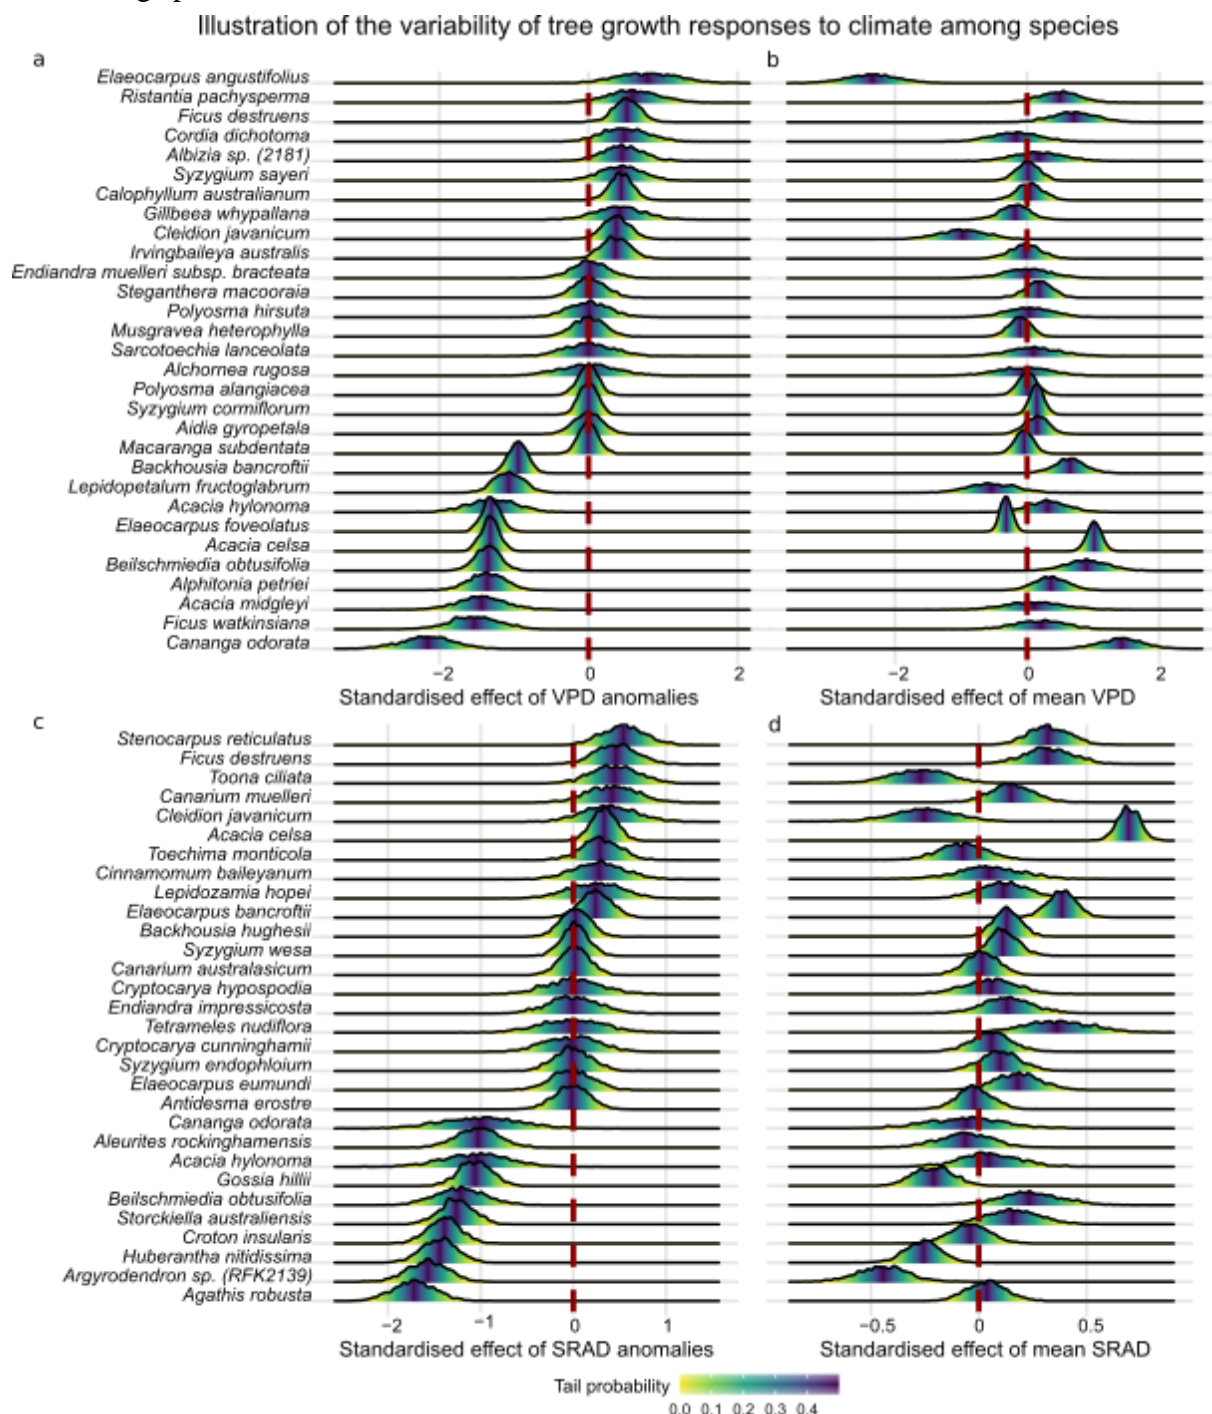 Illustration of the variability of tree growth responses to climate among species
a
b
Elaeocarpus angustifolius
Ristantia pachysperma
Ficus destruens
Cordia dichotoma
Albizia sp. (2181)
Syzygium sayeri
Calophyllum australianum
Gillbeea whypallana
Cleidion javanicum
Irvingbaileya australis
Endiandra muelleri subsp. bracteata
Steganthera macooraia
Polyosma hirsuta
Musgravea heterophylla
Sarcotoechia lanceolata
Alchornea rugosa
Polyosma alangiacea
Syzygium cormiflorum
Aidia gyropetala
Macaranga subdentata
Backhousia bancroftii
Lepidopetalum fructoglabrum
Acacia hylonoma
Elaeocarpus foveolatus
Acacia celsa
Beilschmiedia obtusifolia
Alphitonia petriei
Acacia midgleyi
Ficus watkinsiana
Cananga odorata
−2 0 2 −2 0 2
Standardised effect of VPD anomalies Standardised effect of mean VPD
c
d
Stenocarpus reticulatus
Ficus destruens
Toona ciliata
Canarium muelleri
Cleidion javanicum
Acacia celsa
Toechima monticola
Cinnamomum baileyanum
Lepidozamia hopei
Elaeocarpus bancroftii
Backhousia hughesii
Syzygium wesa
Canarium australasicum
Cryptocarya hypospodia
Endiandra impressicosta
Tetrameles nudiflora
Cryptocarya cunninghamii
Syzygium endophloium
Elaeocarpus eumundi
Antidesma erostre
Cananga odorata
Aleurites rockinghamensis
Acacia hylonoma
Gossia hillii
Beilschmiedia obtusifolia
Storckiella australiensis
Croton insularis
Huberantha nitidissima
Argyrodendron sp. (RFK2139)
Agathis robusta
−2 −1 0 1 −0.5 0 0.5
Standardised effect of SRAD anomalies Standardised effect of mean SRAD
Tail probability
0.0 0.1 0.2 0.3 0.4